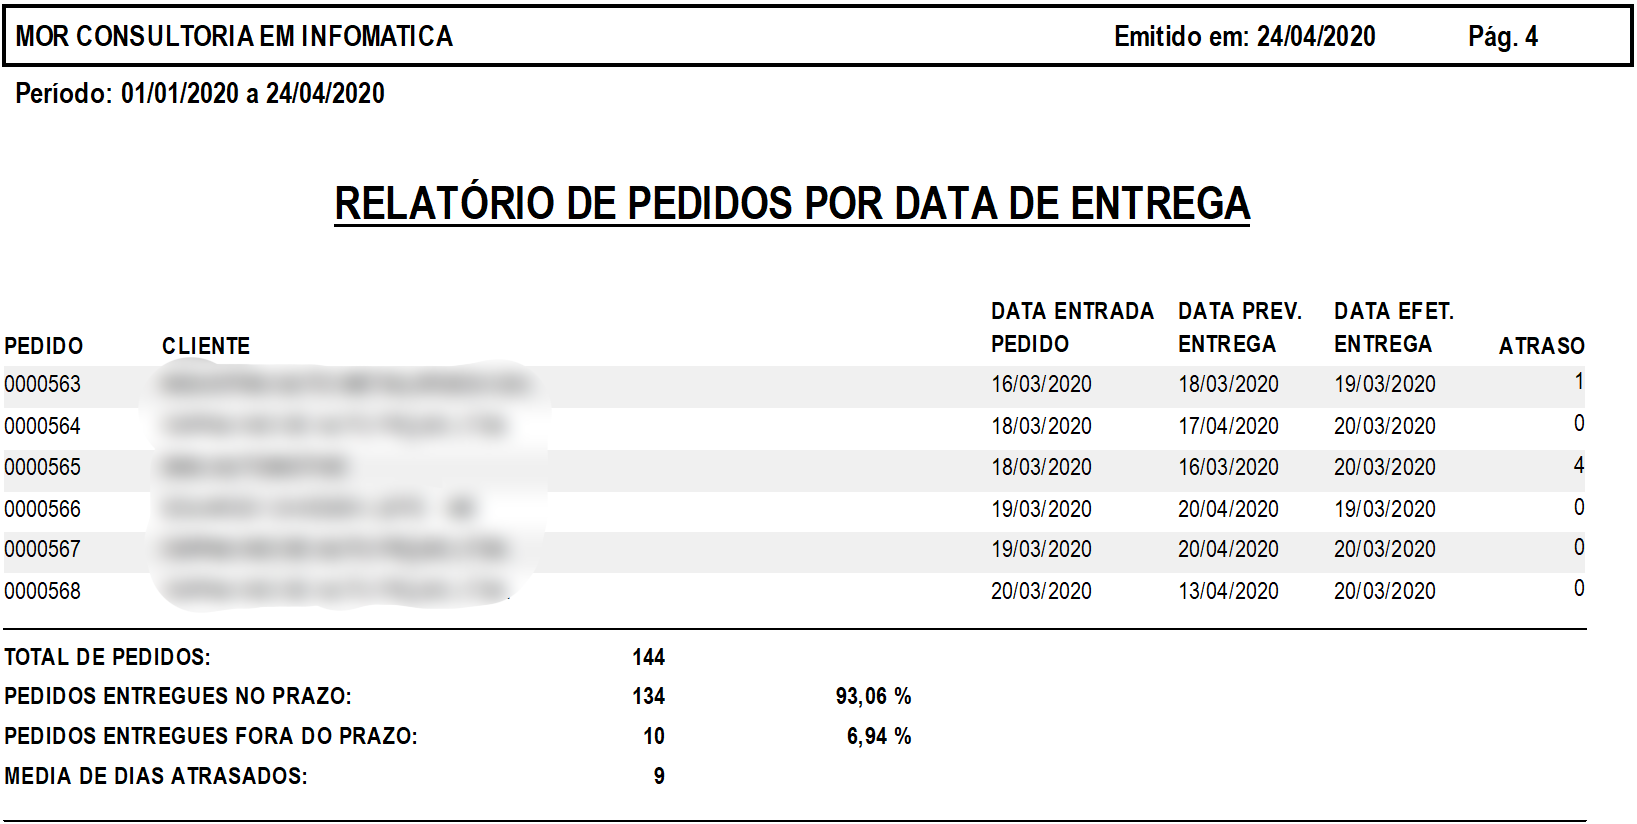 MOR CONSULTORIA EM INFOMATICA Emitido em: 24/04/2020 Pág. 4
Período: 01/01/2020 a 24/04/2020
RELATÓRIO DE PEDIDOS POR DATA DE ENTREGA
DATA ENTRADA DATA PREV. DATA EFET.
PEDIDO CLIENTE PEDIDO ENTREGA ENTREGA ATRASO
0000563 16/03/2020 18/03/2020 19/03/2020 1
0000564 18/03/2020 17/04/2020 20/03/2020 0
0000565 18/03/2020 16/03/2020 20/03/2020 4
0000566 19/03/2020 20/04/2020 19/03/2020 0
0000567 19/03/2020 20/04/2020 20/03/2020 0
0000568 20/03/2020 13/04/2020 20/03/2020 0
TOTAL DE PEDIDOS: 144
PEDIDOS ENTREGUES NO PRAZO: 134 93,06 %
PEDIDOS ENTREGUES FORA DO PRAZO: 10 6,94 %
MEDIA DE DIAS ATRASADOS: 9